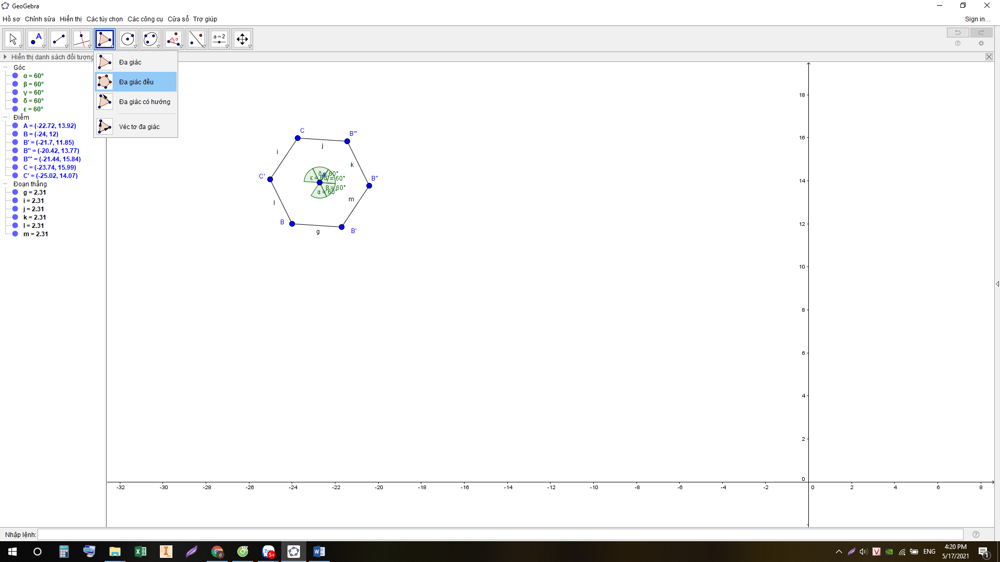 GeoGebra
Hồ sơ Chỉnh sửa Hiển thị Các tùy chọn Các công cụ Cửa sổ Trợ giúp Sign in...
A α a=2
Hiển thị danh sách đối tượng
Góc
α = 60°
β = 60°
γ = 60°
δ = 60°
ε = 60°
Điểm
A = (-22.72, 13.92)
B = (-24, 12)
B' = (-21.7, 11.85)
B'' = (-20.42, 13.77)
B''' = (-21.44, 15.84)
C = (-23.74, 15.99)
C' = (-25.02, 14.07)
Đoạn thẳng
g = 2.31
i = 2.31
j = 2.31
k = 2.31
l = 2.31
m = 2.31
Đa giác
Đa giác đều
Đa giác có hướng
Véc tơ đa giác
C B'''
j
i
k
C' B''
δ = 60°
ε = 60° γ = 60°
β = 60°
α = 60°
m
l
B
g B'
18
16
14
12
10
8
6
4
2
0
-32 -30 -28 -26 -24 -22 -20 -18 -16 -14 -12 -10 -8 -6 -4 -2 0 2 4 6 8
Nhập lệnh:
Zalo 5+ d
ENG
4:20 PM
5/17/2021
1